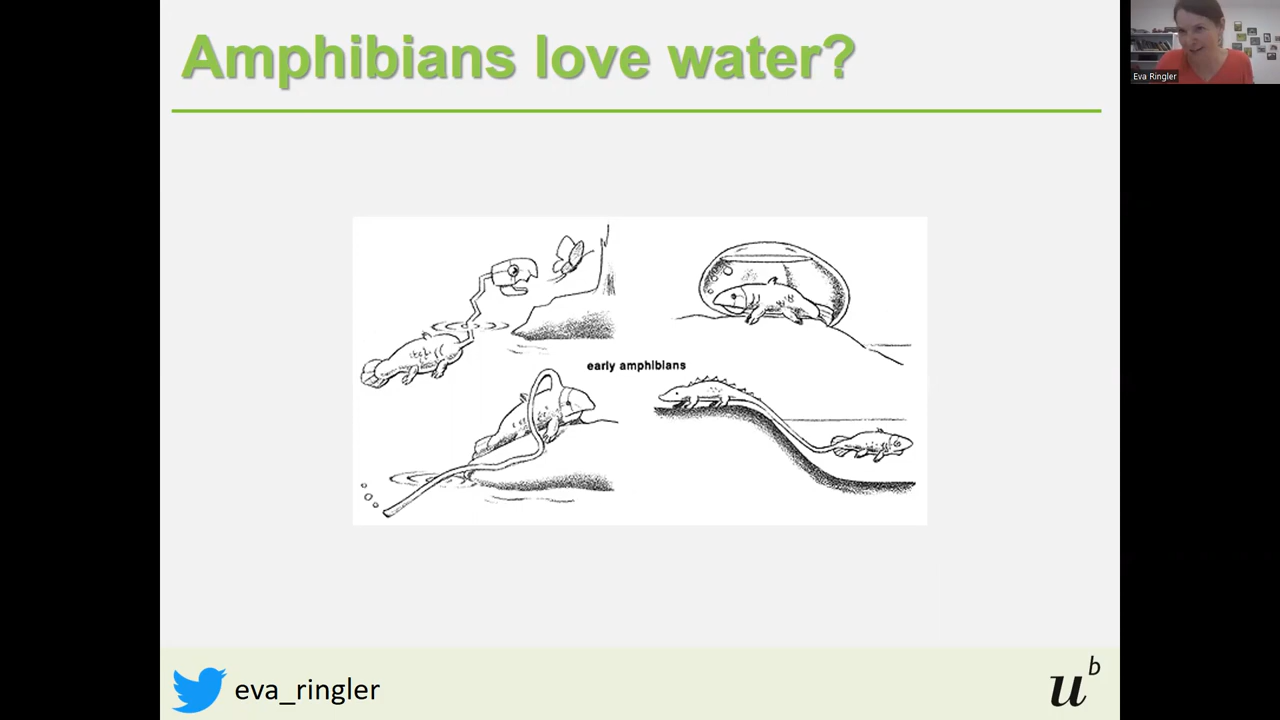 Amphibians love water?
Eva Ringler
early amphibians
eva_ringler
u
b